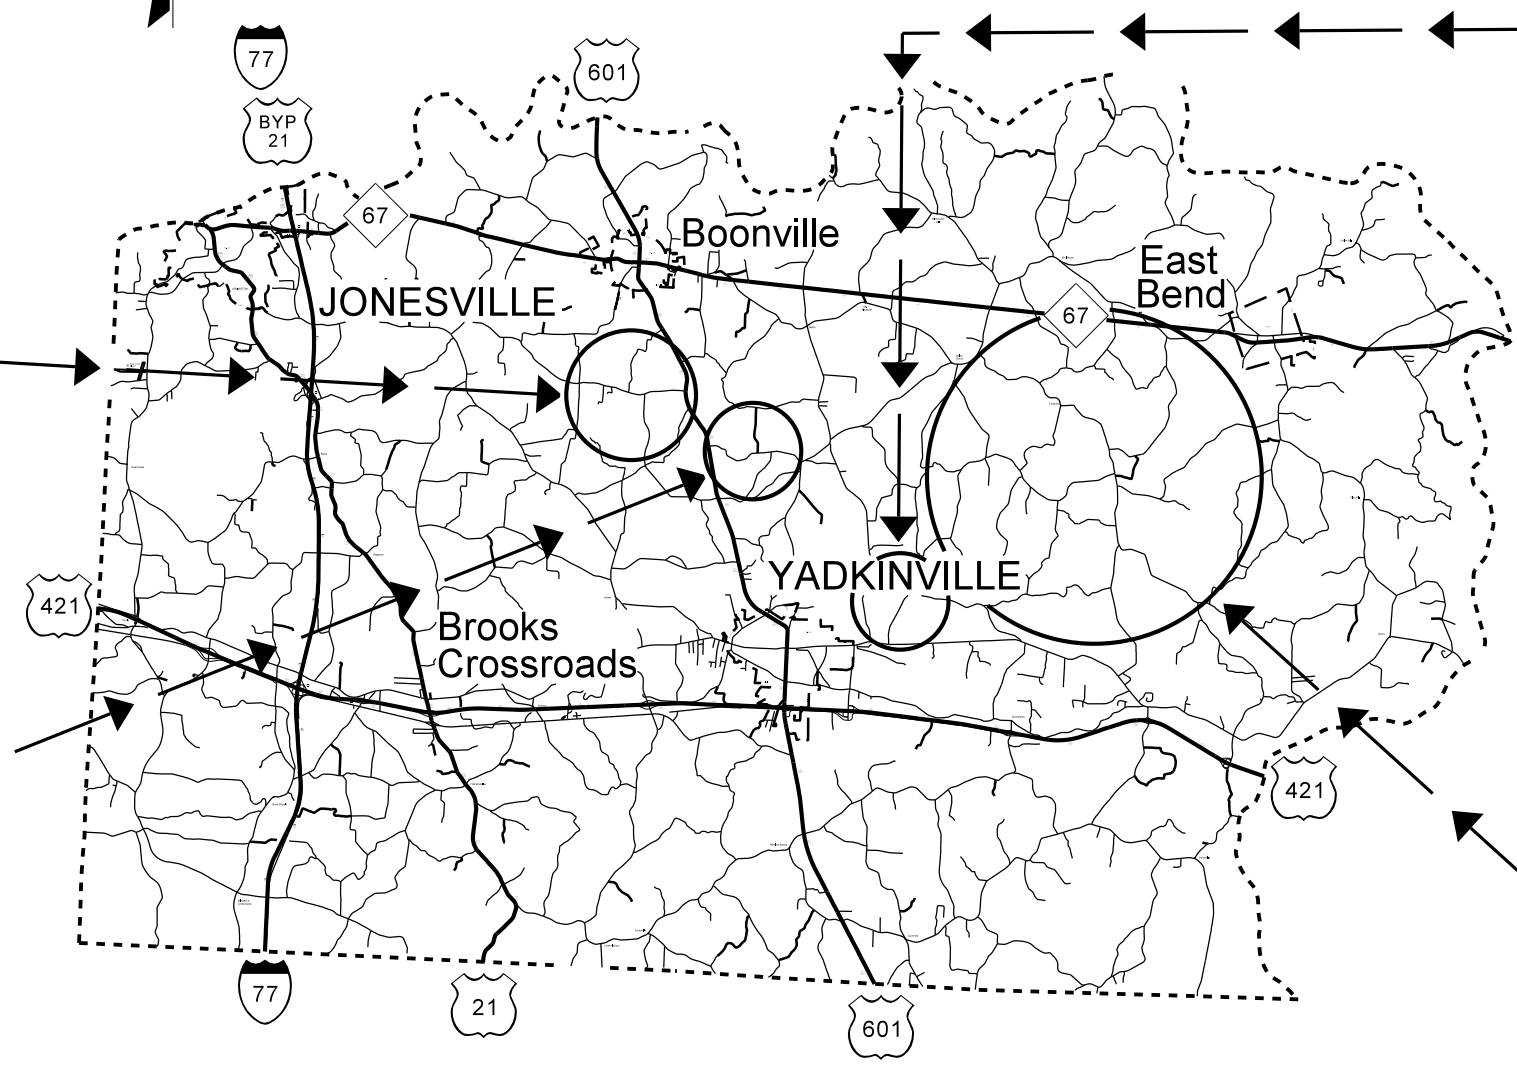 77
601
BYP
21
67
Boonville
East
Bend
JONESVILLE
67
YADKINVILLE
421
Brooks
Crossroads
421
77
21
601